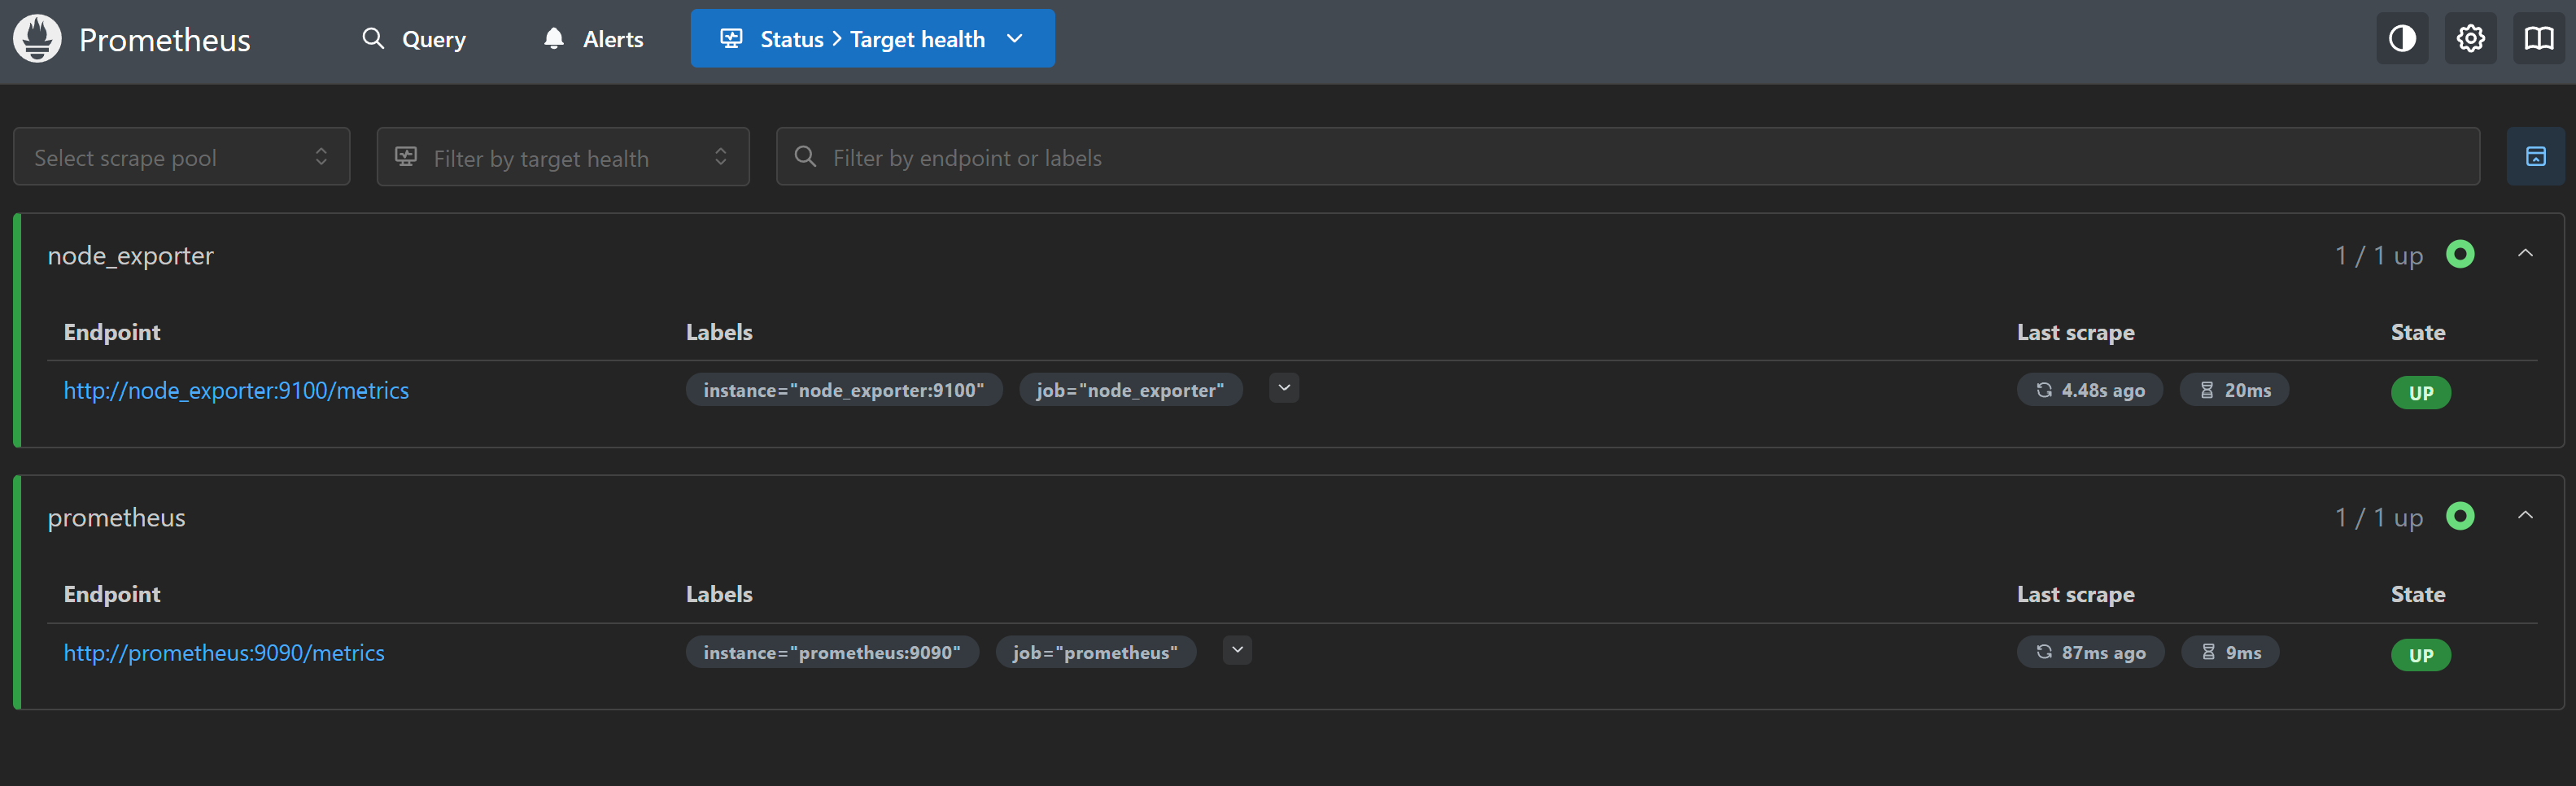 Prometheus Query Alerts Status > Target health
Select scrape pool Filter by target health Filter by endpoint or labels
node_exporter 1 / 1 up
Endpoint Labels Last scrape State
http://node_exporter:9100/metrics instance="node_exporter:9100" job="node_exporter" 4.48s ago 20ms UP
prometheus 1 / 1 up
Endpoint Labels Last scrape State
http://prometheus:9090/metrics instance="prometheus:9090" job="prometheus" 87ms ago 9ms UP